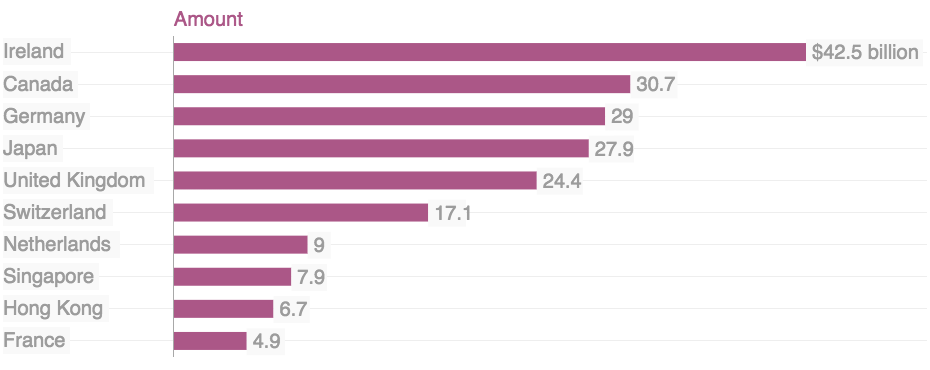 Amount
Ireland $42.5 billion
Canada 30.7
Germany 29
Japan 27.9
United Kingdom 24.4
Switzerland 17.1
Netherlands 9
Singapore 7.9
Hong Kong 6.7
France 4.9